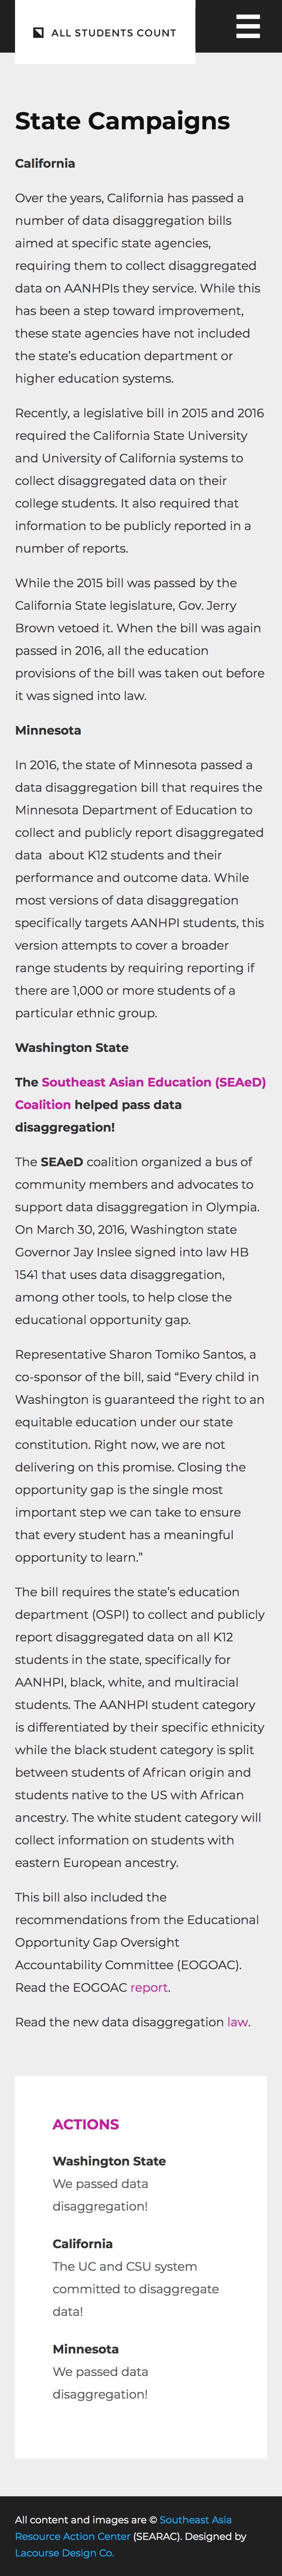 ALL STUDENTS COUNT
State Campaigns
California
Over the years, California has passed a
number of data disaggregation bills
aimed at specific state agencies,
requiring them to collect disaggregated
data on AANHPIs they service. While this
has been a step toward improvement,
these state agencies have not included
the state’s education department or
higher education systems.
Recently, a legislative bill in 2015 and 2016
required the California State University
and University of California systems to
collect disaggregated data on their
college students. It also required that
information to be publicly reported in a
number of reports.
While the 2015 bill was passed by the
California State legislature, Gov. Jerry
Brown vetoed it. When the bill was again
passed in 2016, all the education
provisions of the bill was taken out before
it was signed into law.
Minnesota
In 2016, the state of Minnesota passed a
data disaggregation bill that requires the
Minnesota Department of Education to
collect and publicly report disaggregated
data  about K12 students and their
performance and outcome data. While
most versions of data disaggregation
specifically targets AANHPI students, this
version attempts to cover a broader
range students by requiring reporting if
there are 1,000 or more students of a
particular ethnic group.
Washington State
The Southeast Asian Education (SEAeD)
Coalition helped pass data
disaggregation!
The SEAeD coalition organized a bus of
community members and advocates to
support data disaggregation in Olympia.
On March 30, 2016, Washington state
Governor Jay Inslee signed into law HB
1541 that uses data disaggregation,
among other tools, to help close the
educational opportunity gap.
Representative Sharon Tomiko Santos, a
co-sponsor of the bill, said “Every child in
Washington is guaranteed the right to an
equitable education under our state
constitution. Right now, we are not
delivering on this promise. Closing the
opportunity gap is the single most
important step we can take to ensure
that every student has a meaningful
opportunity to learn.”
The bill requires the state’s education
department (OSPI) to collect and publicly
report disaggregated data on all K12
students in the state, specifically for
AANHPI, black, white, and multiracial
students. The AANHPI student category
is differentiated by their specific ethnicity
while the black student category is split
between students of African origin and
students native to the US with African
ancestry. The white student category will
collect information on students with
eastern European ancestry.
This bill also included the
recommendations from the Educational
Opportunity Gap Oversight
Accountability Committee (EOGOAC).
Read the EOGOAC report.
Read the new data disaggregation law.
ACTIONS
Washington State
We passed data
disaggregation!
California
The UC and CSU system
committed to disaggregate
data!
Minnesota
We passed data
disaggregation!
All content and images are © Southeast Asia
Resource Action Center (SEARAC). Designed by
Lacourse Design Co.